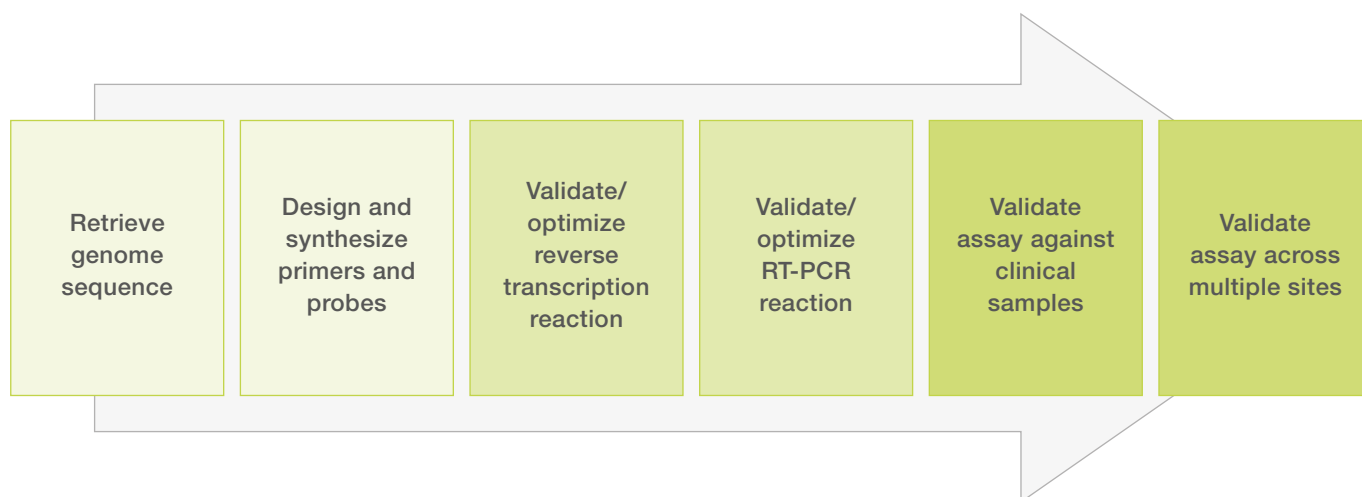 Retrieve
genome
sequence
Design and
synthesize
primers and
probes
Validate/
optimize
reverse
transcription
reaction
Validate/
optimize
RT-PCR
reaction
Validate
assay against
clinical
samples
Validate
assay across
multiple sites